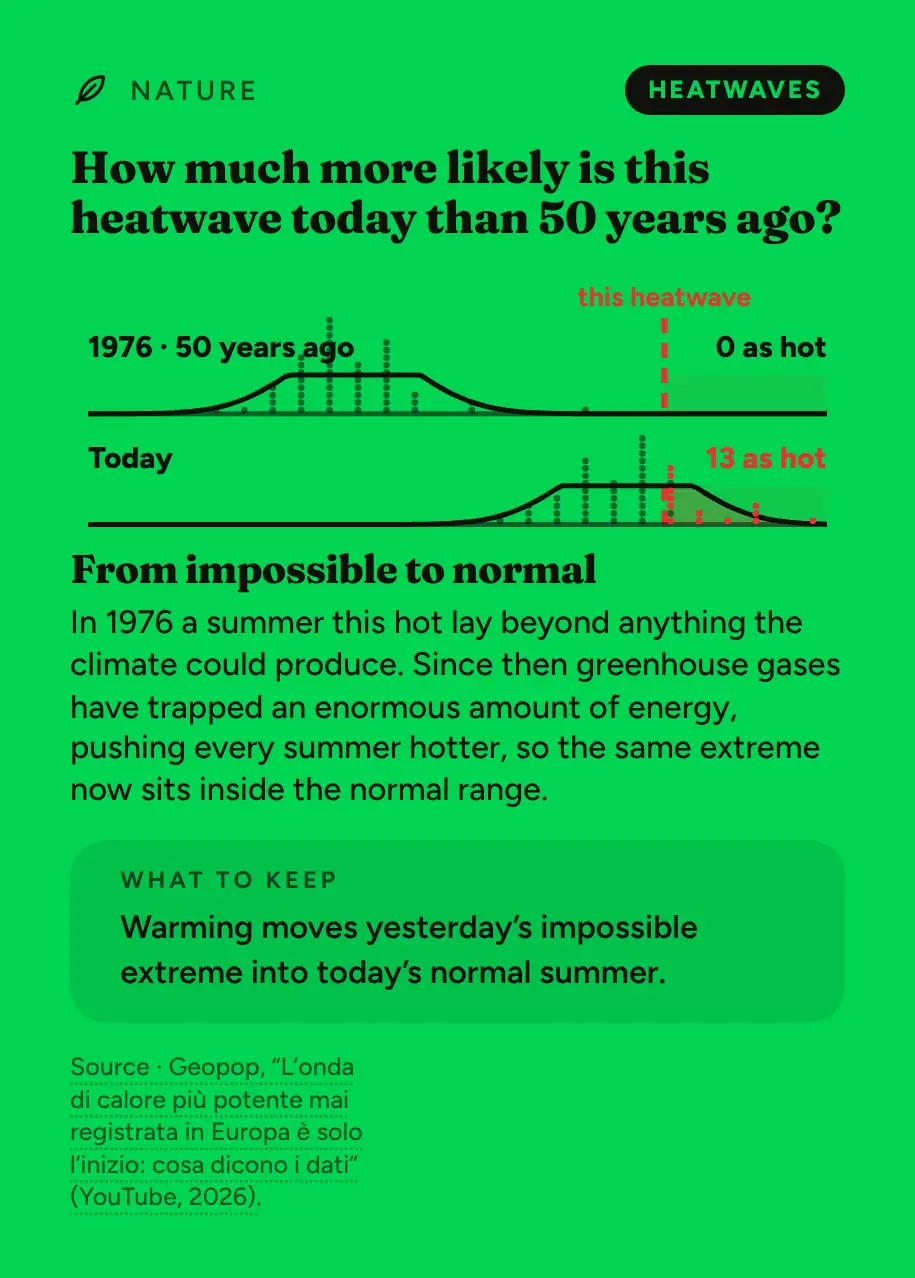 NATURE
HEATWAVES
How much more likely is this
heatwave today than 50 years ago?
this heatwave
1976 · 50 years ago
0 as hot
Today
13 as hot
From impossible to normal
In 1976 a summer this hot lay beyond anything the
climate could produce. Since then greenhouse gases
have trapped an enormous amount of energy,
pushing every summer hotter, so the same extreme
now sits inside the normal range.
WHAT TO KEEP
Warming moves yesterday’s impossible
extreme into today’s normal summer.
Source · Geopop, “L’onda
di calore più potente mai
registrata in Europa è solo
l’inizio: cosa dicono i dati”
(YouTube, 2026).